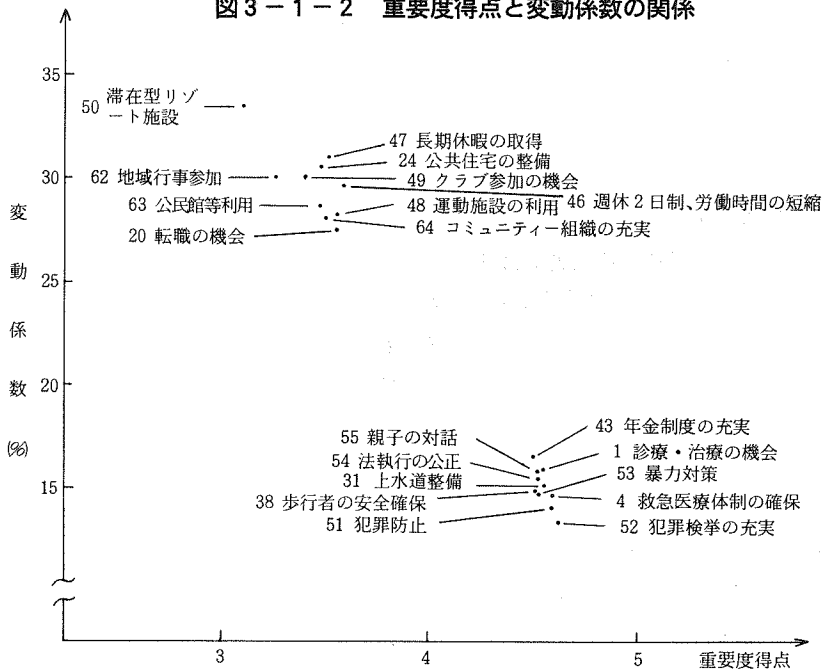 図3－1－2 重要度得点と変動係数の関係
35
50 滞在型リゾ
ート施設
47 長期休暇の取得
24 公共住宅の整備
30
62 地域行事参加
49 クラブ参加の機会
46 週休2日制、労働時間の短縮
63 公民館等利用
48 運動施設の利用
64 コミュニティー組織の充実
20 転職の機会
変動係数(%)
25
20
43 年金制度の充実
55 親子の対話
1 診療・治療の機会
54 法執行の公正
53 暴力対策
31 上水道整備
15
38 歩行者の安全確保
4 救急医療体制の確保
51 犯罪防止
52 犯罪検挙の充実
3
4
5
重要度得点